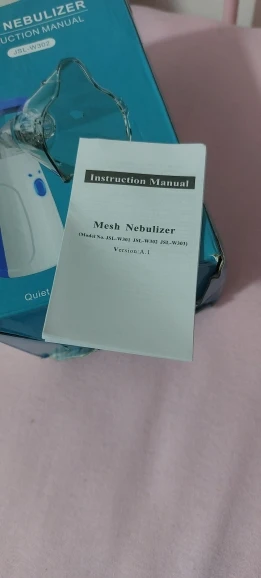 NEBULIZER
UCTION MANUAL
JSL-W302
Instruction Manual
Mesh Nebulizer
(Model No. JSL-W301 JSL-W302 JSL-W303)
Version:A.1
Quiet